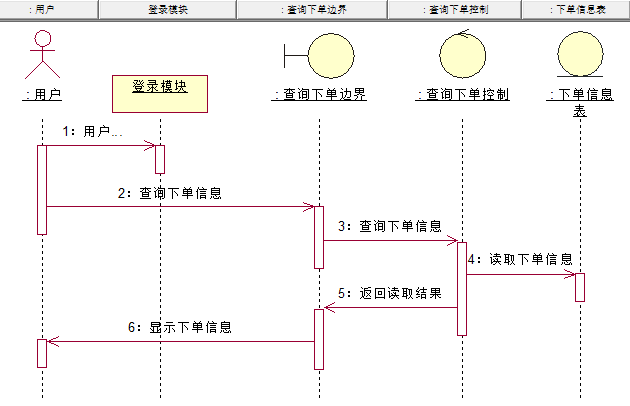 : 用户
登录模块
: 查询下单边界
: 查询下单控制
: 下单信息表
: 用户
登录模块
: 查询下单边界
: 查询下单控制
: 下单信息
表
1: 用户...
2: 查询下单信息
3: 查询下单信息
4: 读取下单信息
5: 返回读取结果
6: 显示下单信息